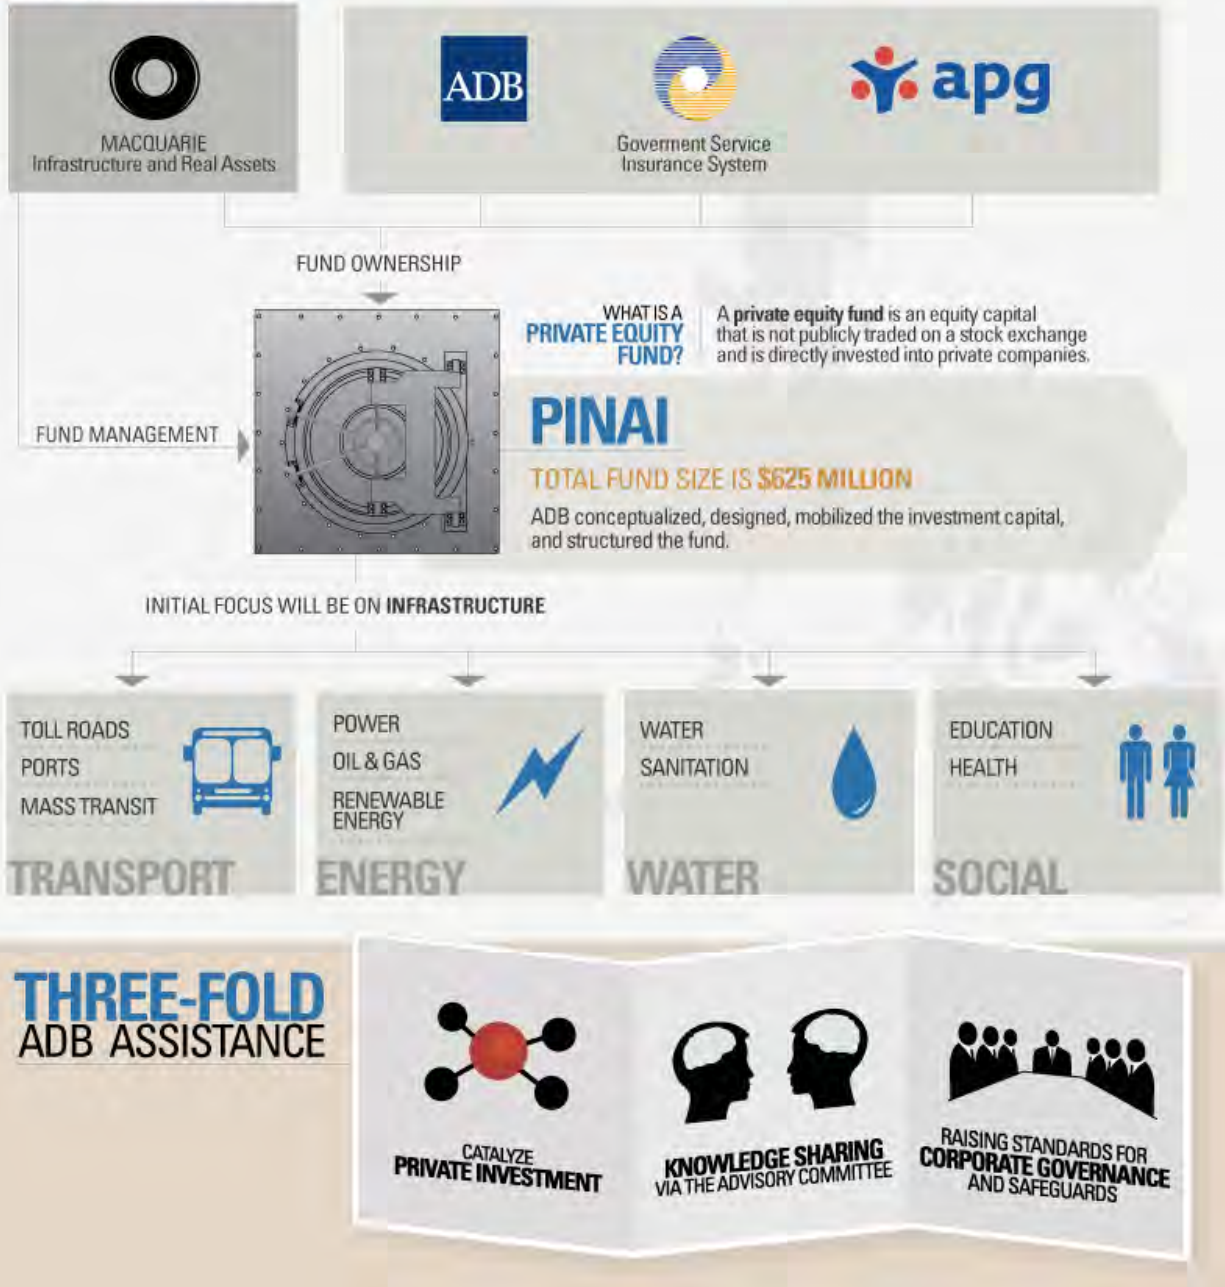 MACQUARIE
Infrastructure and Real Assets
ADB
Goverment Service
Insurance System
apg
FUND OWNERSHIP
WHAT IS A
PRIVATE EQUITY
FUND?
A private equity fund is an equity capital
that is not publicly traded on a stock exchange
and is directly invested into private companies.
FUND MANAGEMENT
PINAI
TOTAL FUND SIZE IS $625 MILLION
ADB conceptualized, designed, mobilized the investment capital,
and structured the fund.
INITIAL FOCUS WILL BE ON INFRASTRUCTURE
TOLL ROADS
PORTS
MASS TRANSIT
TRANSPORT
POWER
OIL & GAS
RENEWABLE
ENERGY
ENERGY
WATER
SANITATION
WATER
EDUCATION
HEALTH
SOCIAL
THREE-FOLD
ADB ASSISTANCE
CATALYZE
PRIVATE INVESTMENT
KNOWLEDGE SHARING
VIA THE ADVISORY COMMITTEE
RAISING STANDARDS FOR
CORPORATE GOVERNANCE
AND SAFEGUARDS